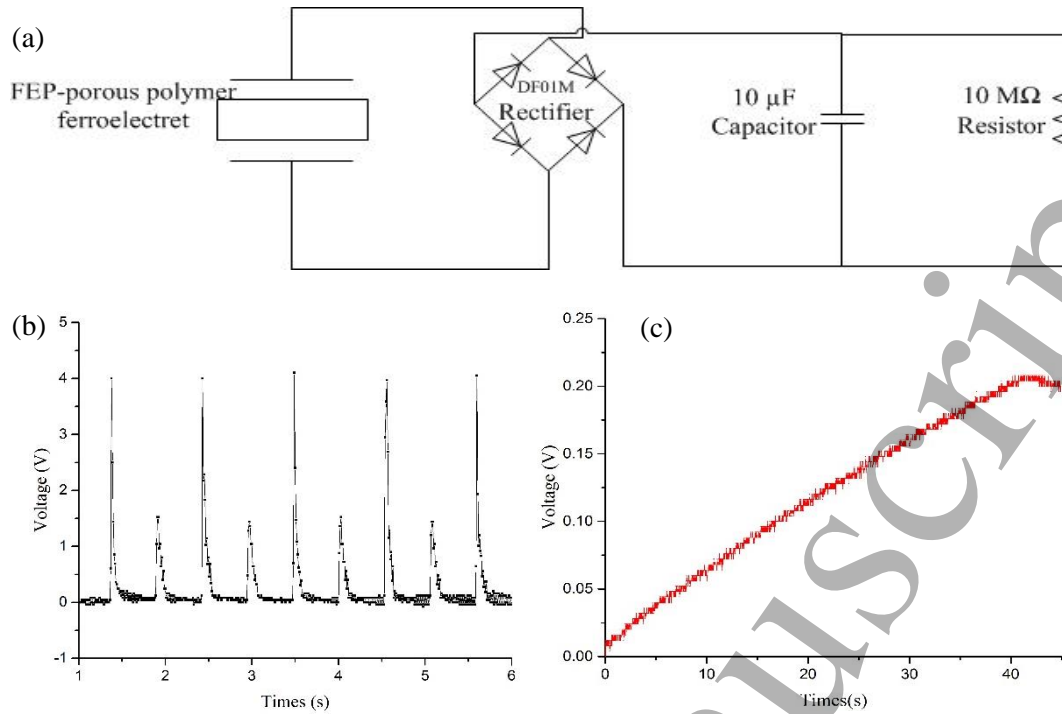 (a)
FEP-porous polymer
ferroelectret
DF01M
Rectifier
10 μF
Capacitor
10 MΩ
Resistor
(b)
5
4
3
2
1
0
-1
Voltage (V)
1
2
3
4
5
6
Times (s)
(c)
0.25
0.20
0.15
0.10
0.05
0.00
Voltage (V)
0
10
20
30
40
Times(s)